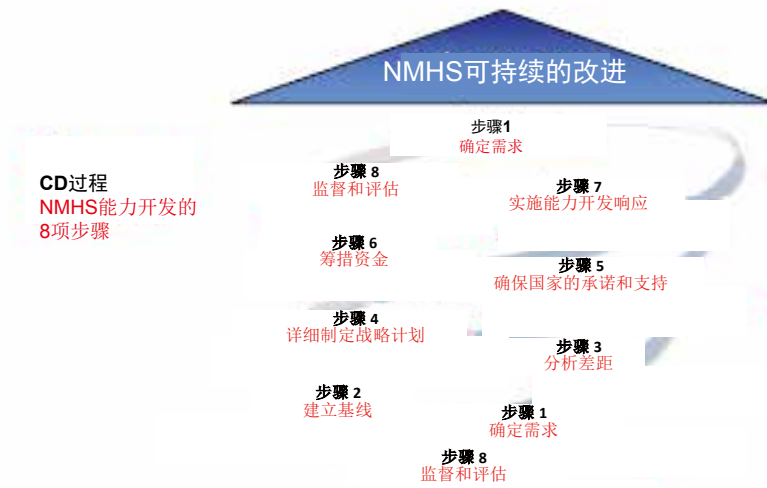 NMHS可持续的改进
步骤1
确定需求
CD过程
NMHS能力开发的
8项步骤
步骤 8
监督和评估
步骤 7
实施能力开发响应
步骤 6
筹措资金
步骤 5
确保国家的承诺和支持
步骤 4
详细制定战略计划
步骤 3
分析差距
步骤 2
建立基线
步骤 1
确定需求
步骤 8
监督和评估